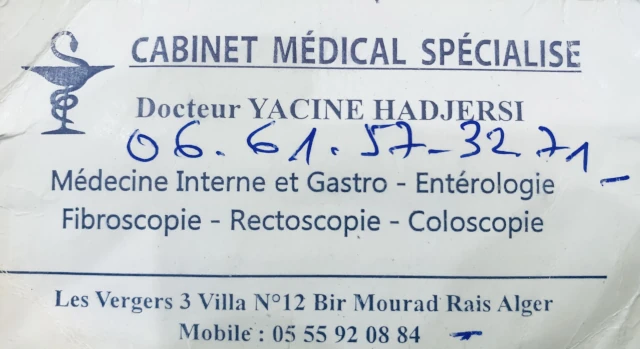 CABINET MÉDICAL SPÉCIALISE
Docteur YACINE HADJERSI
06.61.57-32.71-
Médecine Interne et Gastro - Entérologie
Fibroscopie - Rectoscopie - Coloscopie
Les Vergers 3 Villa N°12 Bir Mourad Rais Alger
Mobile : 05 55 92 08 84